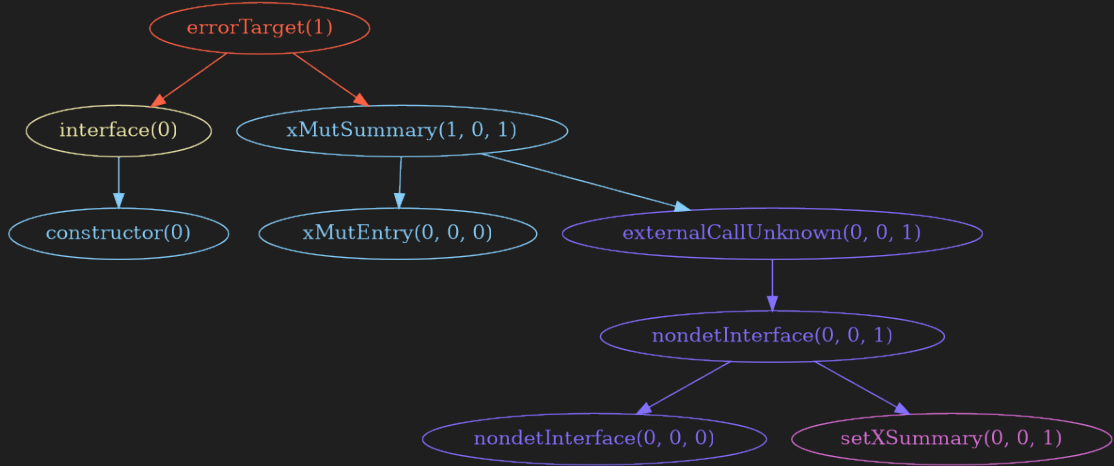 errorTarget(1)
interface(0)
xMutSummary(1, 0, 1)
constructor(0)
xMutEntry(0, 0, 0)
externalCallUnknown(0, 0, 1)
nondetInterface(0, 0, 1)
nondetInterface(0, 0, 0)
setXSummary(0, 0, 1)